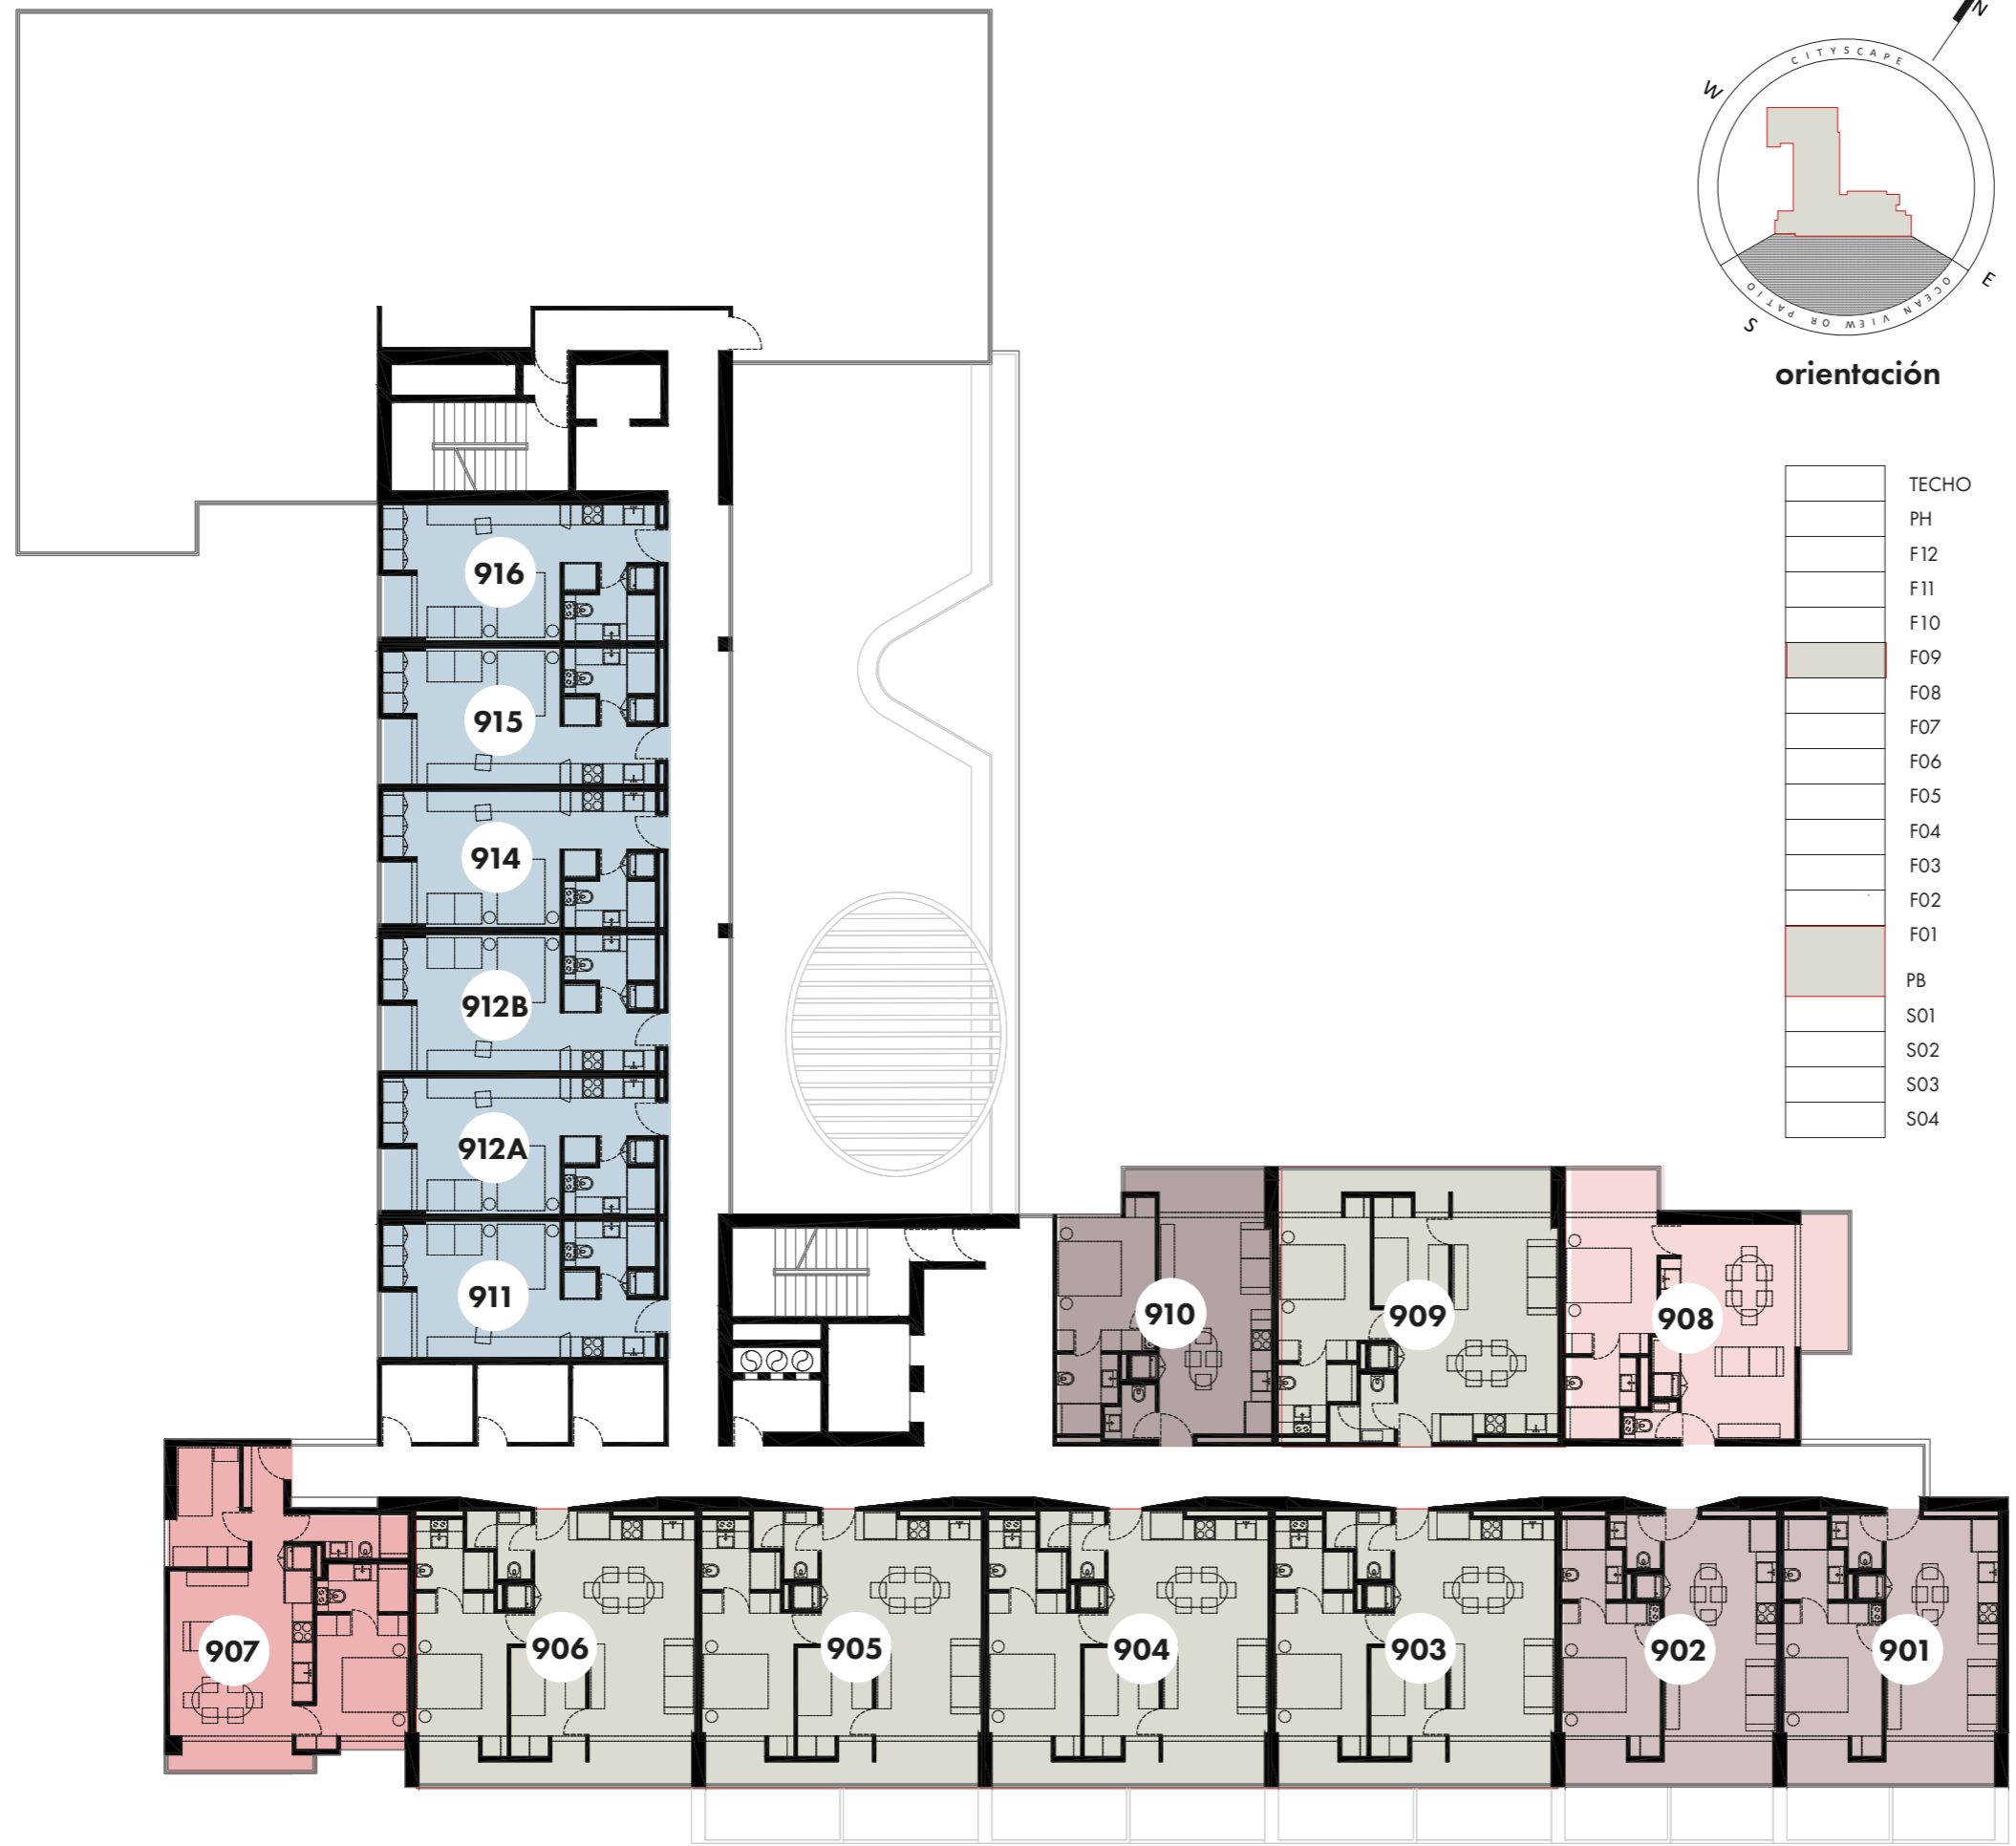 N
CITYSCAPE
W
E
OCEAN VIEW OR PATIO
S
orientación
TECHO
PH
F12
F11
F10
F09
F08
F07
F06
F05
F04
F03
F02
F01
PB
S01
S02
S03
S04
916
915
914
912B
912A
911
910
909
908
907
906
905
904
903
902
901